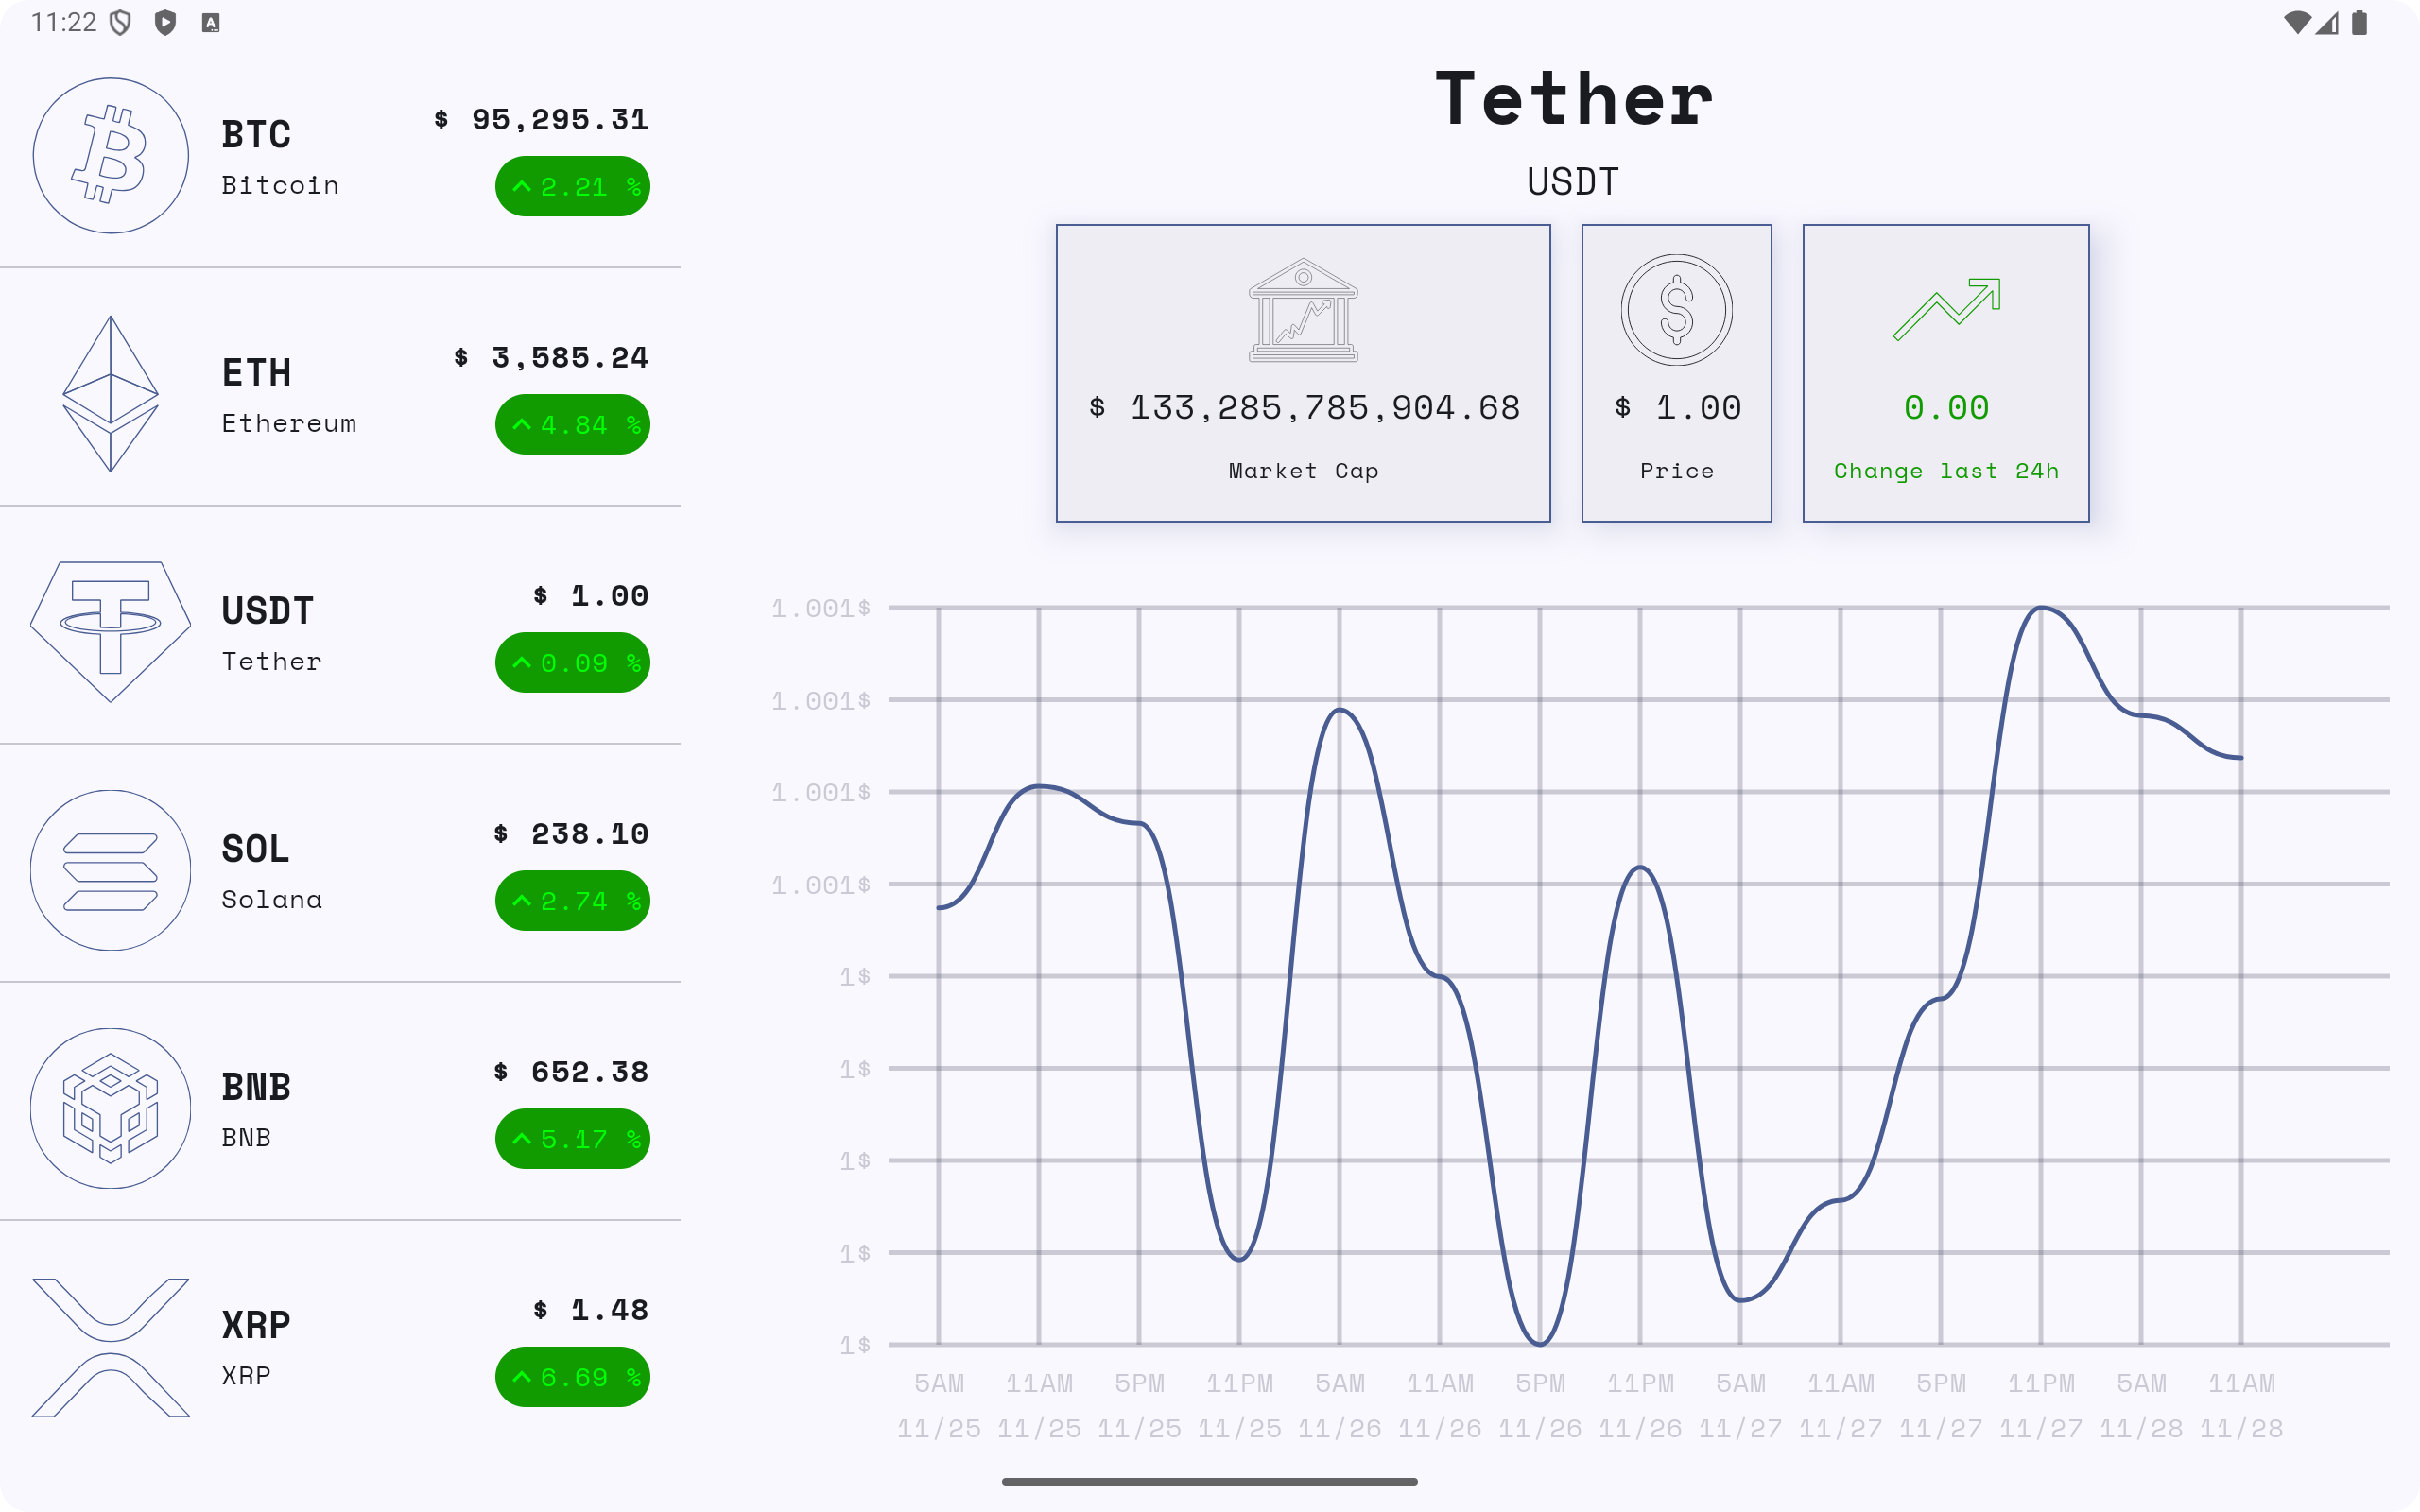 11:22
BTC
Bitcoin
$ 95,295.31
2.21 %
ETH
Ethereum
$ 3,585.24
4.84 %
USDT
Tether
$ 1.00
0.09 %
SOL
Solana
$ 238.10
2.74 %
BNB
BNB
$ 652.38
5.17 %
XRP
XRP
$ 1.48
6.69 %
Tether
USDT
$ 133,285,785,904.68
Market Cap
$ 1.00
Price
0.00
Change last 24h
1.001$
1.001$
1.001$
1.001$
1$
1$
1$
1$
1$
5AM 11AM 5PM 11PM 5AM 11AM 5PM 11PM 5AM 11AM 5PM 11PM 5AM 11AM
11/25 11/25 11/25 11/25 11/26 11/26 11/26 11/26 11/27 11/27 11/27 11/27 11/28 11/28